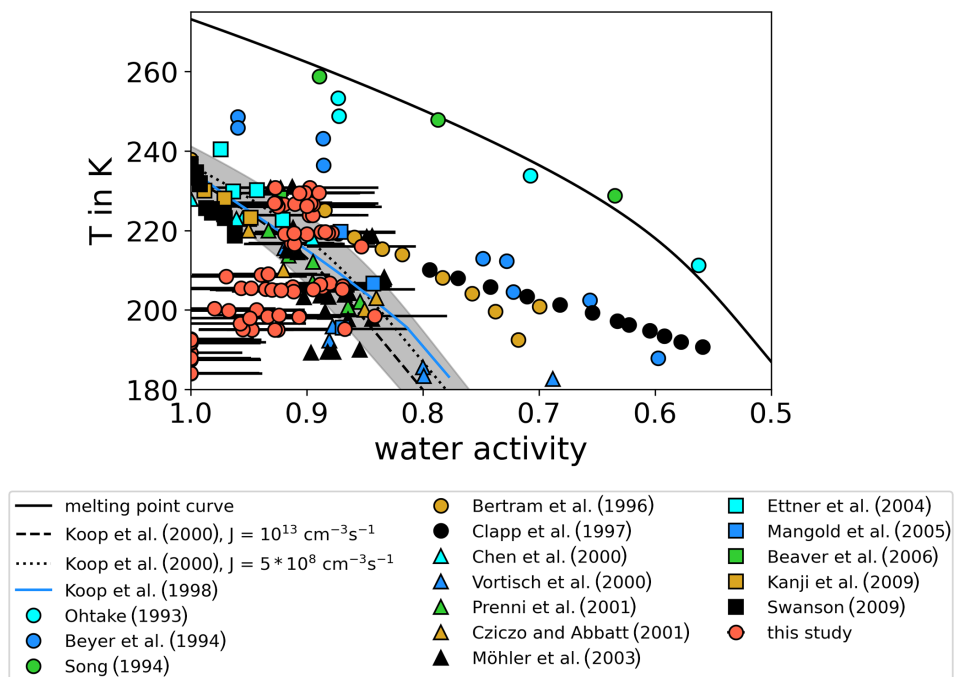 260
240
220
200
180
T in K
1.0 0.9 0.8 0.7 0.6 0.5
water activity
melting point curve
Koop et al. (2000), J = 10¹³ cm⁻³s⁻¹
Koop et al. (2000), J = 5 * 10⁸ cm⁻³s⁻¹
Koop et al. (1998)
Ohtake (1993)
Beyer et al. (1994)
Song (1994)
Bertram et al. (1996)
Clapp et al. (1997)
Chen et al. (2000)
Vortisch et al. (2000)
Prenni et al. (2001)
Cziczo and Abbatt (2001)
Möhler et al. (2003)
Ettner et al. (2004)
Mangold et al. (2005)
Beaver et al. (2006)
Kanji et al. (2009)
Swanson (2009)
this study